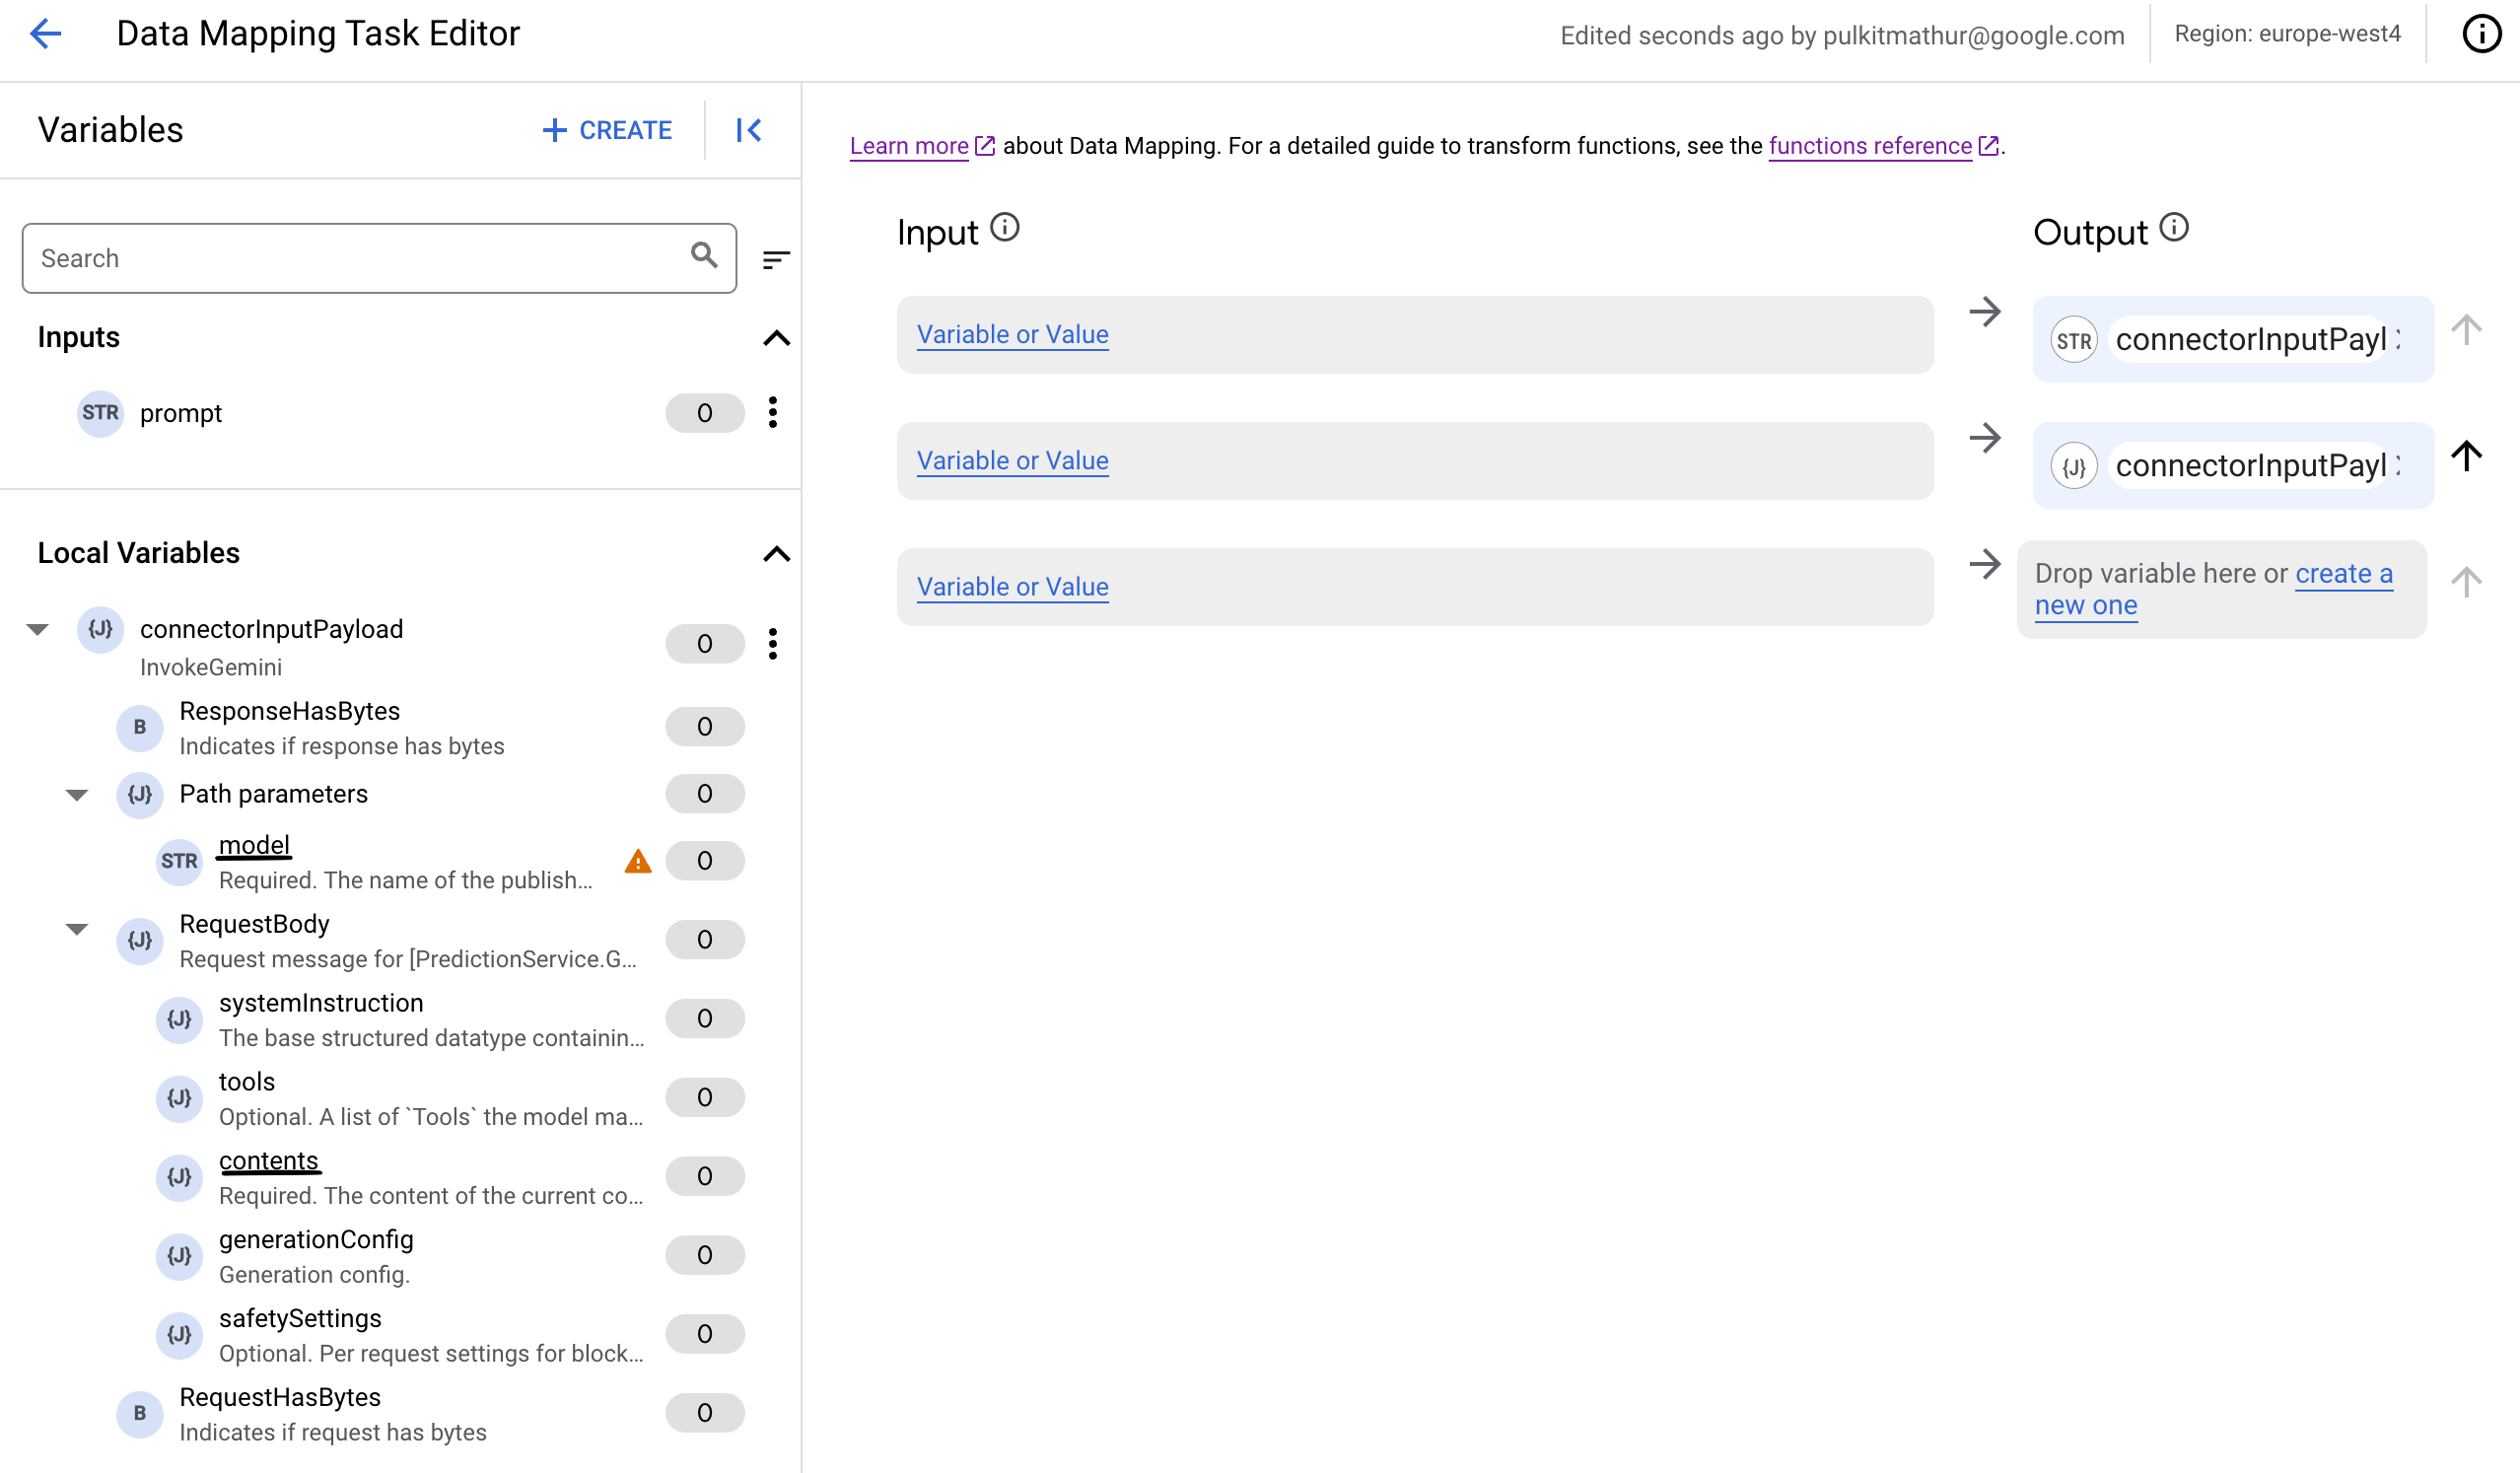 Data Mapping Task Editor
Edited seconds ago by pulkitmathur@google.com
Region: europe-west4
Variables
+ CREATE
Learn more about Data Mapping. For a detailed guide to transform functions, see the functions reference.
Search
Inputs
STR prompt 0
Input
Output
Variable or Value
STR connectorInputPayl
Variable or Value
{J} connectorInputPayl
Variable or Value
Drop variable here or create a
new one
Local Variables
{J} connectorInputPayload 0
InvokeGemini
B ResponseHasBytes 0
Indicates if response has bytes
{J} Path parameters 0
STR model 0
Required. The name of the publish...
{J} RequestBody 0
Request message for [PredictionService.G...
{J} systemInstruction 0
The base structured datatype containin...
{J} tools 0
Optional. A list of `Tools` the model ma...
{J} contents 0
Required. The content of the current co...
{J} generationConfig 0
Generation config.
{J} safetySettings 0
Optional. Per request settings for block...
B RequestHasBytes 0
Indicates if request has bytes